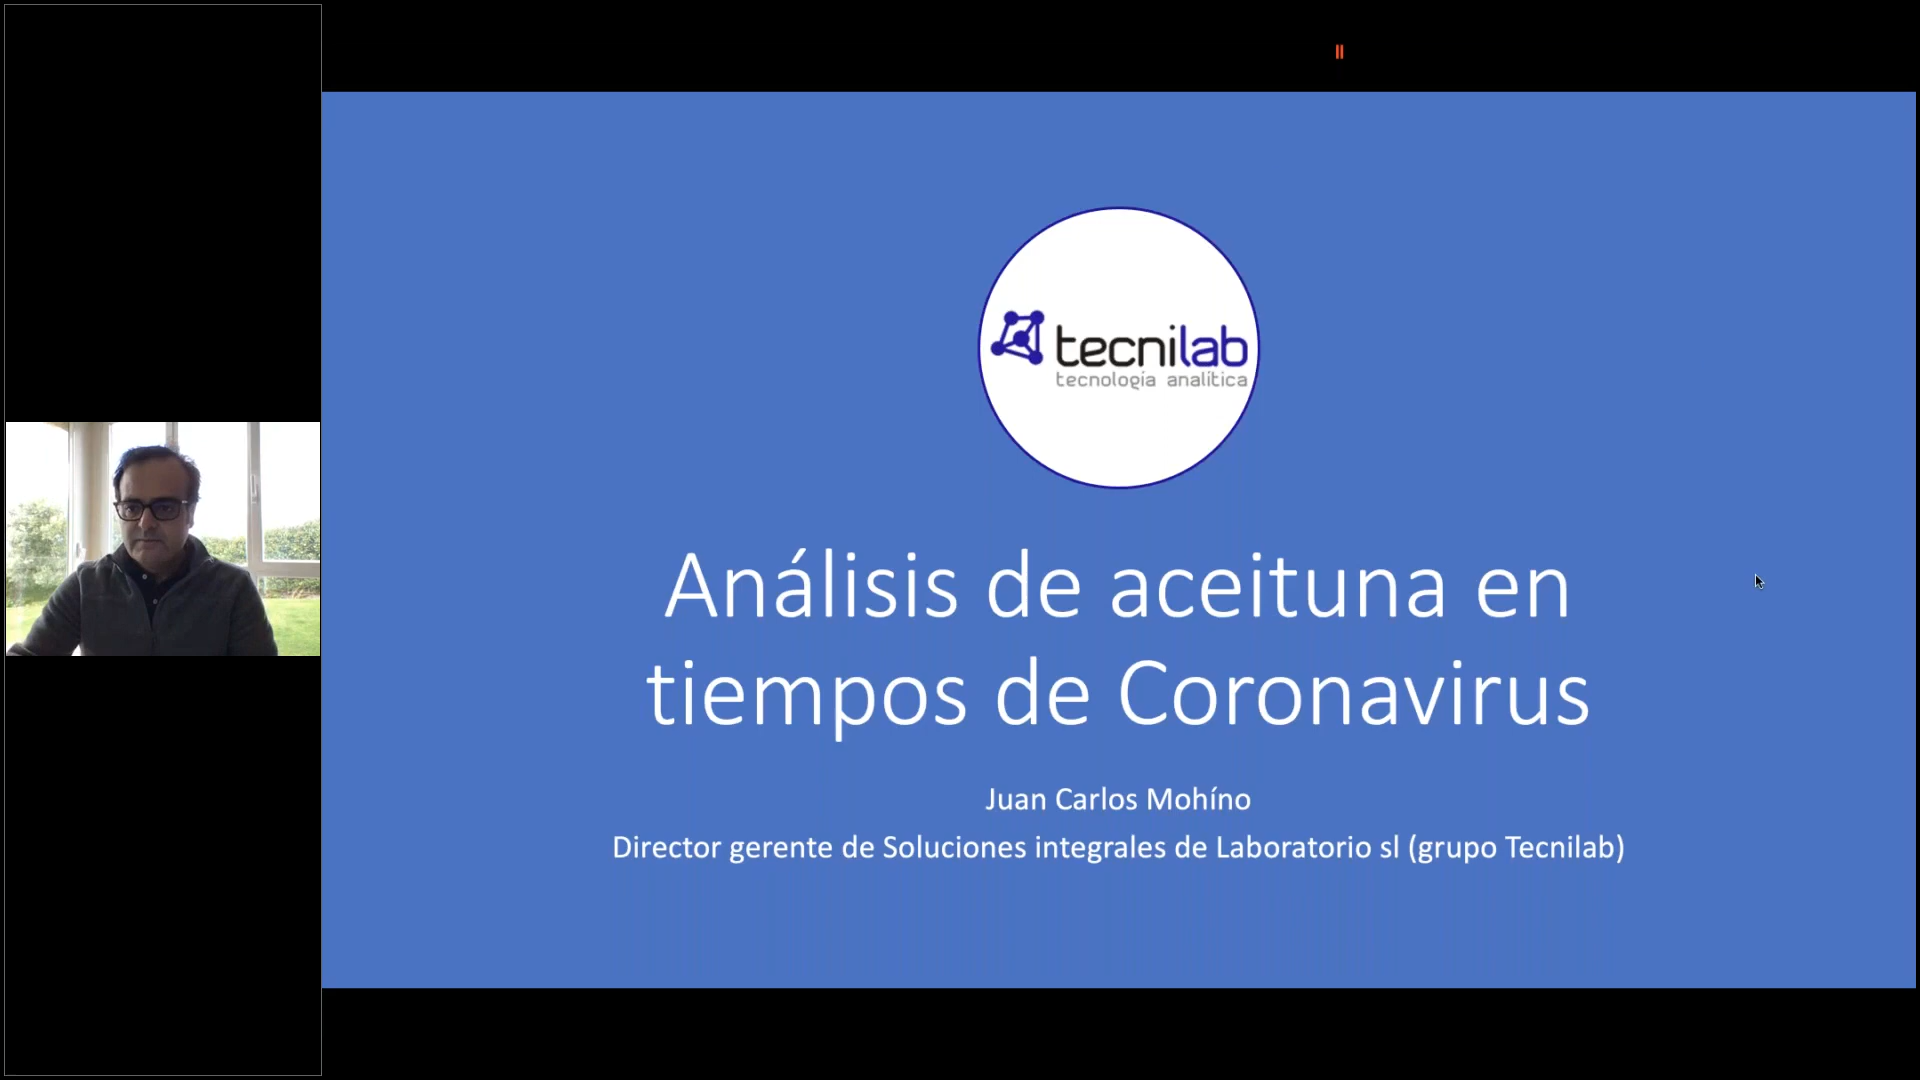 tecnilab
tecnología analítica
Análisis de aceituna en
tiempos de Coronavirus
Juan Carlos Mohíno
Director gerente de Soluciones integrales de Laboratorio sl (grupo Tecnilab)